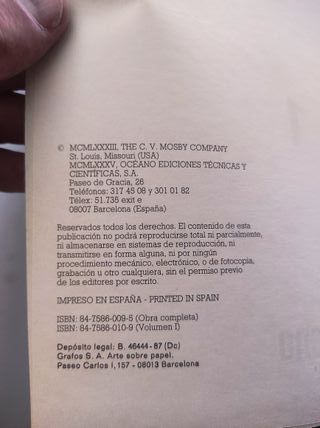 © MCMLXXXIII, THE C. V. MOSBY COMPANY
St. Louis, Missouri (USA)
MCMLXXXV, OCÉANO EDICIONES TÉCNICAS Y
CIENTÍFICAS, S.A.
Paseo de Gracia, 26
Teléfonos: 317 45 08 y 301 01 82
Télex: 51.735 exit e
08007 Barcelona (España)
Reservados todos los derechos. El contenido de esta
publicación no podrá reproducirse total ni parcialmente,
ni almacenarse en sistemas de reproducción, ni
transmitirse en forma alguna, ni por ningún
procedimiento mecánico, electrónico, o de fotocopia,
grabación u otro cualquiera, sin el permiso previo
de los editores por escrito.
IMPRESO EN ESPAÑA - PRINTED IN SPAIN
ISBN: 84-7586-009-5 (Obra completa)
ISBN: 84-7586-010-9 (Volumen I)
Depósito legal: B. 46444-87 (Dc)
Grafos S. A. Arte sobre papel.
Paseo Carlos I, 157 - 08013 Barcelona